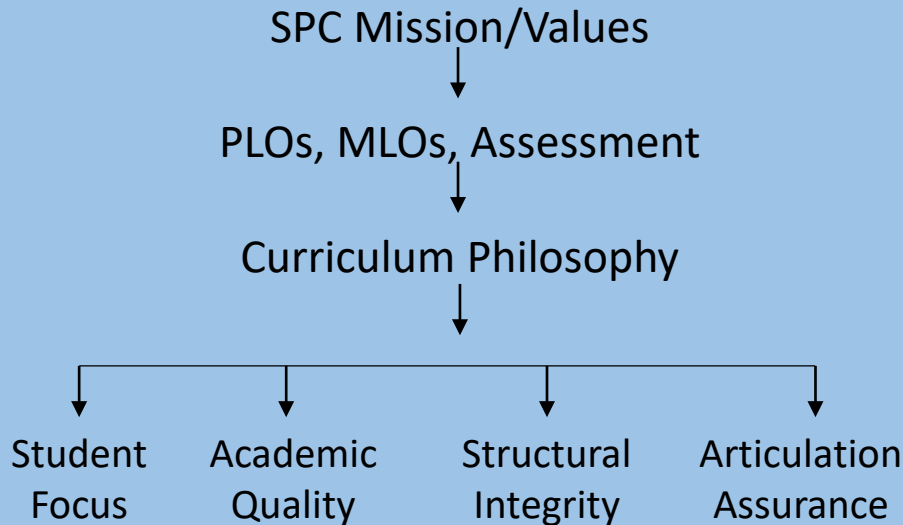 SPC Mission/Values
PLOs, MLOs, Assessment
Curriculum Philosophy
Student
Focus
Academic
Quality
Structural
Integrity
Articulation
Assurance